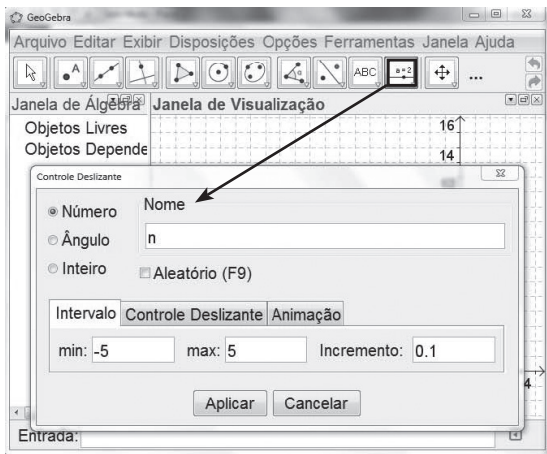 GeoGebra
Arquivo Editar Exibir Disposições Opções Ferramentas Janela Ajuda
A
ABC
a=2
...
Janela de Álgebra
Janela de Visualização
Objetos Livres
Objetos Depende
16
14
Controle Deslizante
Número
Nome
Ângulo
n
Inteiro
Aleatório (F9)
Intervalo
Controle Deslizante
Animação
min: -5
max: 5
Incremento: 0.1
4
Aplicar
Cancelar
Entrada: